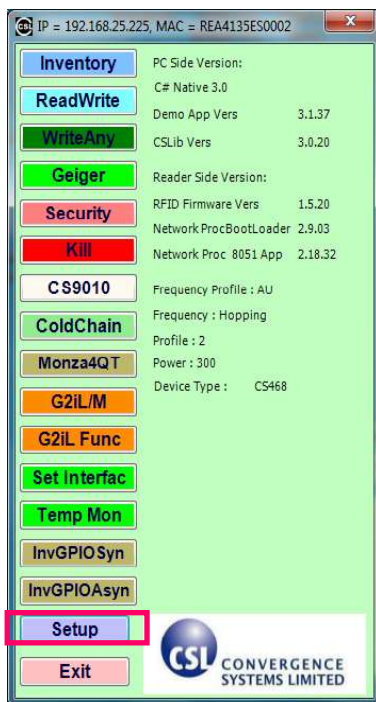 IP = 192.168.25.225, MAC = REA4135ES0002
Inventory
ReadWrite
WriteAny
Geiger
Security
Kill
CS9010
ColdChain
Monza4QT
G2iL/M
G2iL Func
Set Interfac
Temp Mon
InvGPIOSyn
InvGPIOAsyn
Setup
Exit
PC Side Version:
C# Native 3.0
Demo App Vers 3.1.37
CSLib Vers 3.0.20
Reader Side Version:
RFID Firmware Vers 1.5.20
Network ProcBootLoader 2.9.03
Network Proc 8051 App 2.18.32
Frequency Profile : AU
Frequency : Hopping
Profile : 2
Power : 300
Device Type : CS468
CSL
CONVERGENCE
SYSTEMS LIMITED